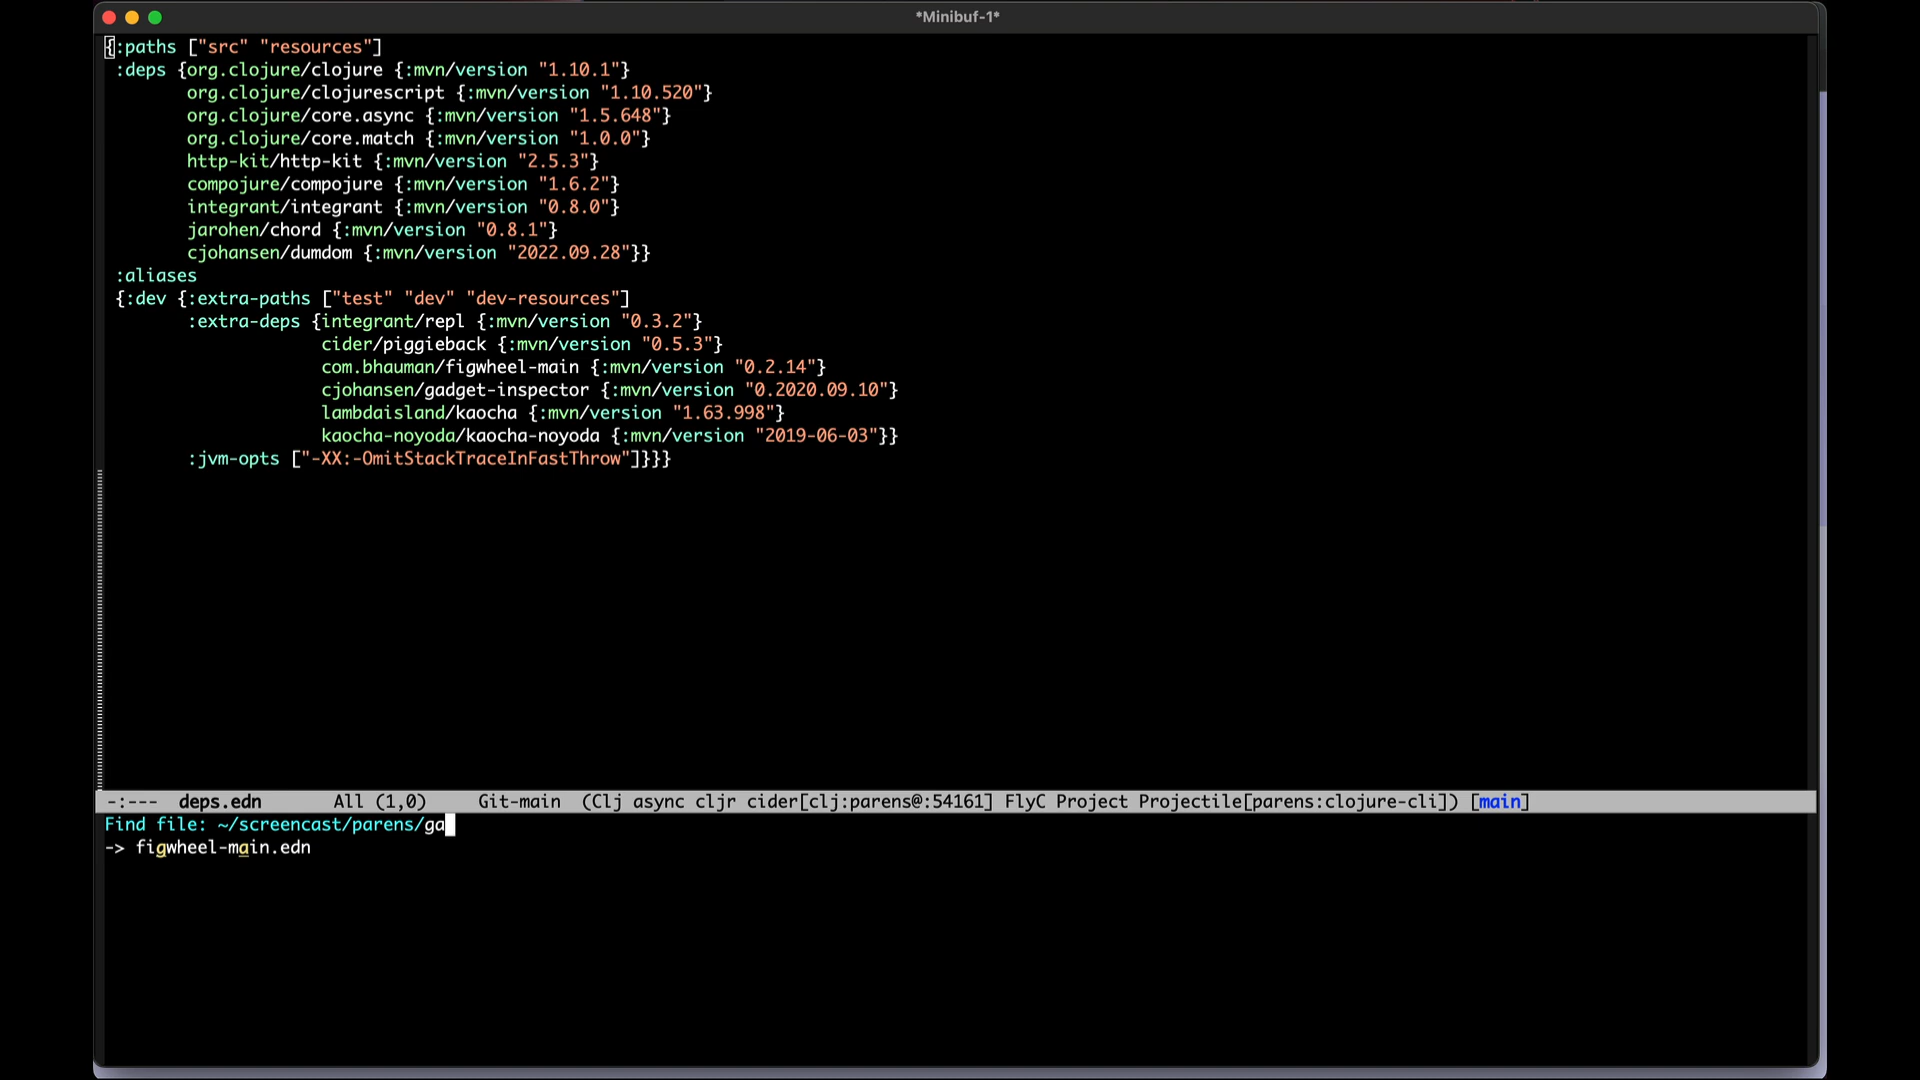 *Minibuf-1*
{:paths ["src" "resources"]
:deps {org.clojure/clojure {:mvn/version "1.10.1"}
org.clojure/clojurescript {:mvn/version "1.10.520"}
org.clojure/core.async {:mvn/version "1.5.648"}
org.clojure/core.match {:mvn/version "1.0.0"}
http-kit/http-kit {:mvn/version "2.5.3"}
compojure/compojure {:mvn/version "1.6.2"}
integrant/integrant {:mvn/version "0.8.0"}
jarohen/chord {:mvn/version "0.8.1"}
cjohansen/dumdom {:mvn/version "2022.09.28"}}
:aliases
{:dev {:extra-paths ["test" "dev" "dev-resources"]
:extra-deps {integrant/repl {:mvn/version "0.3.2"}
cider/piggieback {:mvn/version "0.5.3"}
com.bhauman/figwheel-main {:mvn/version "0.2.14"}
cjohansen/gadget-inspector {:mvn/version "0.2020.09.10"}
lambdaisland/kaocha {:mvn/version "1.63.998"}
kaocha-noyoda/kaocha-noyoda {:mvn/version "2019-06-03"}}
:jvm-opts ["-XX:-OmitStackTraceInFastThrow"]}}}
-:--- deps.edn All (1,0) Git-main (Clj async cljr cider[clj:parens@:54161] FlyC Project Projectile[parens:clojure-cli]) [main]
Find file: ~/screencast/parens/ga
-> figwheel-main.edn